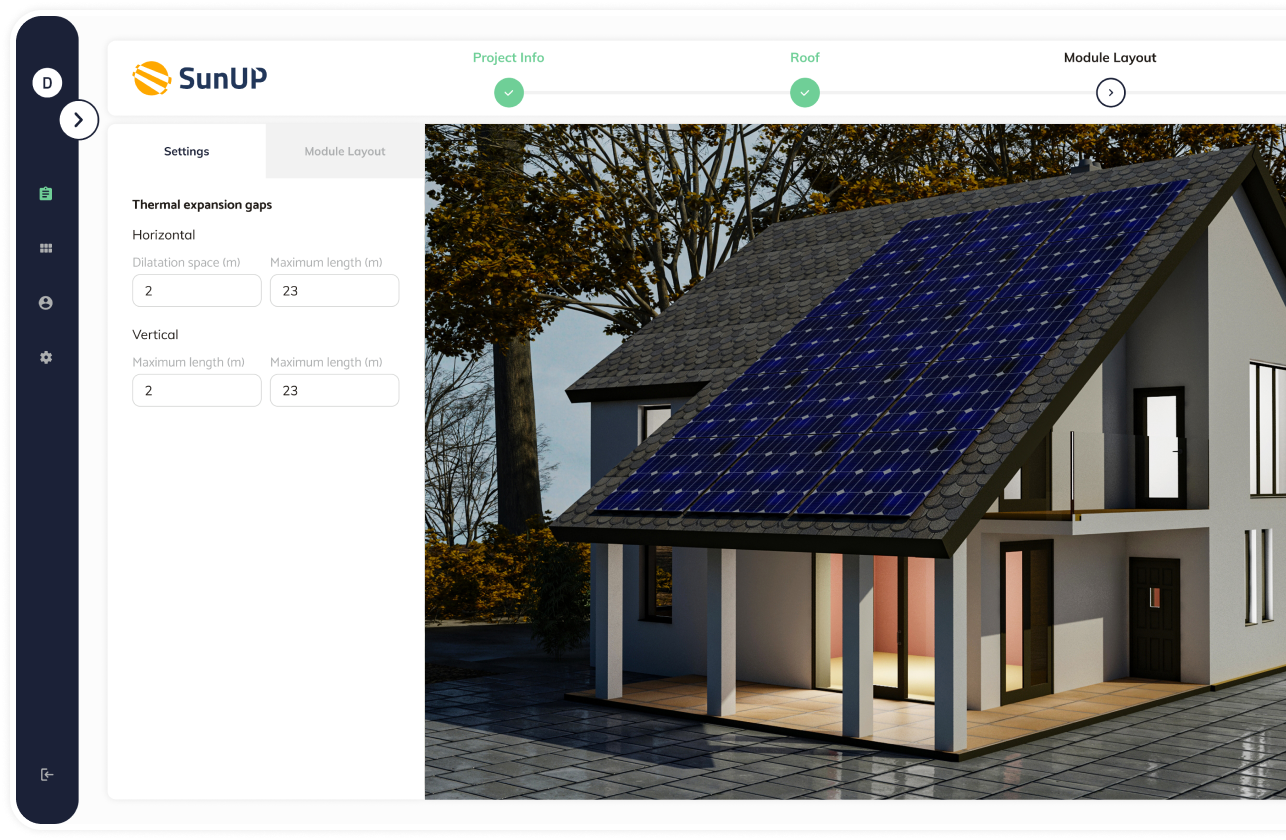 D
SunUP
Project Info
Roof
Module Layout
Settings
Module Layout
Thermal expansion gaps
Horizontal
Dilatation space (m)
Maximum length (m)
2
23
Vertical
Maximum length (m)
Maximum length (m)
2
23